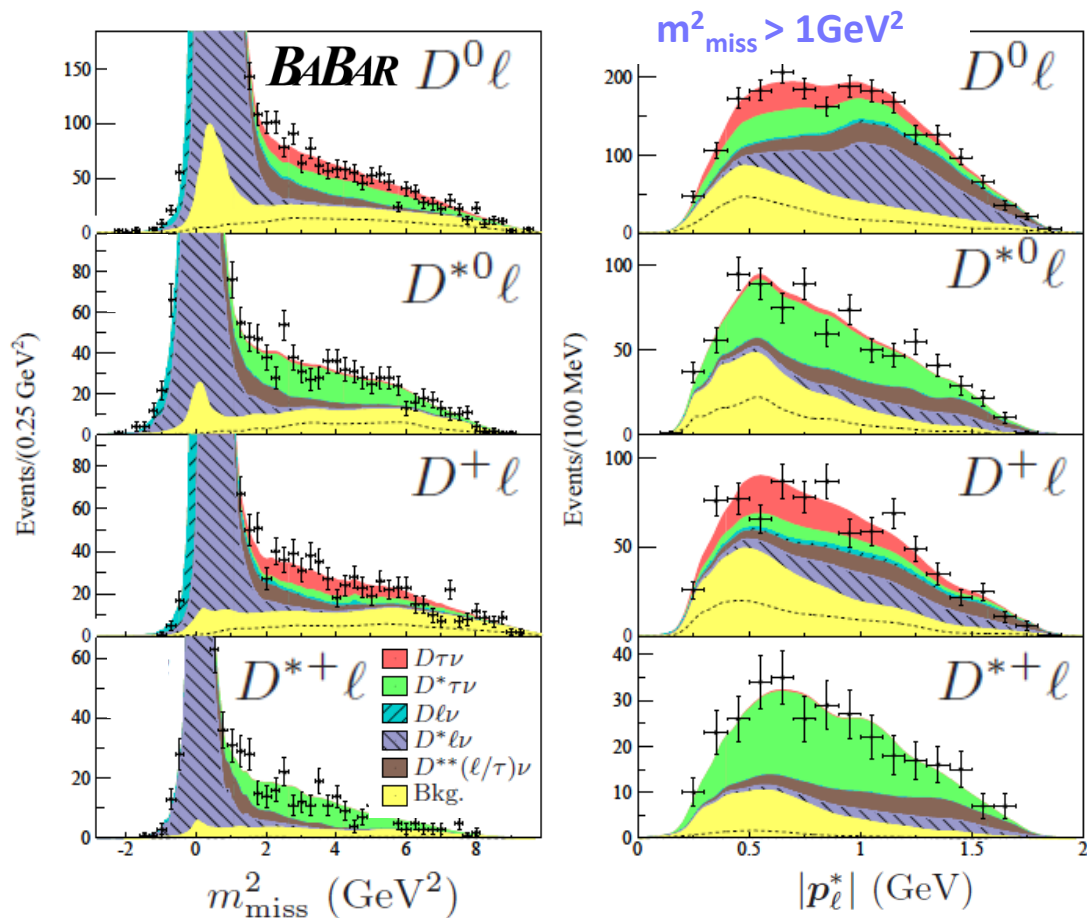 m²miss > 1GeV²
BABAR D⁰ℓ
D⁰ℓ
150
100
50
0
200
100
0
D*⁰ℓ
D*⁰ℓ
80
60
40
20
0
100
50
0
D⁺ℓ
D⁺ℓ
80
60
40
20
0
100
50
0
D*⁺ℓ
D*⁺ℓ
60
40
20
0
40
30
20
10
0
Dτν
D*τν
Dℓν
D*ℓν
D**(ℓ/τ)ν
Bkg.
Events/(0.25 GeV²)
Events/(100 MeV)
-2 0 2 4 6 8
0 0.5 1 1.5 2
m²miss (GeV²)
|p*ℓ| (GeV)